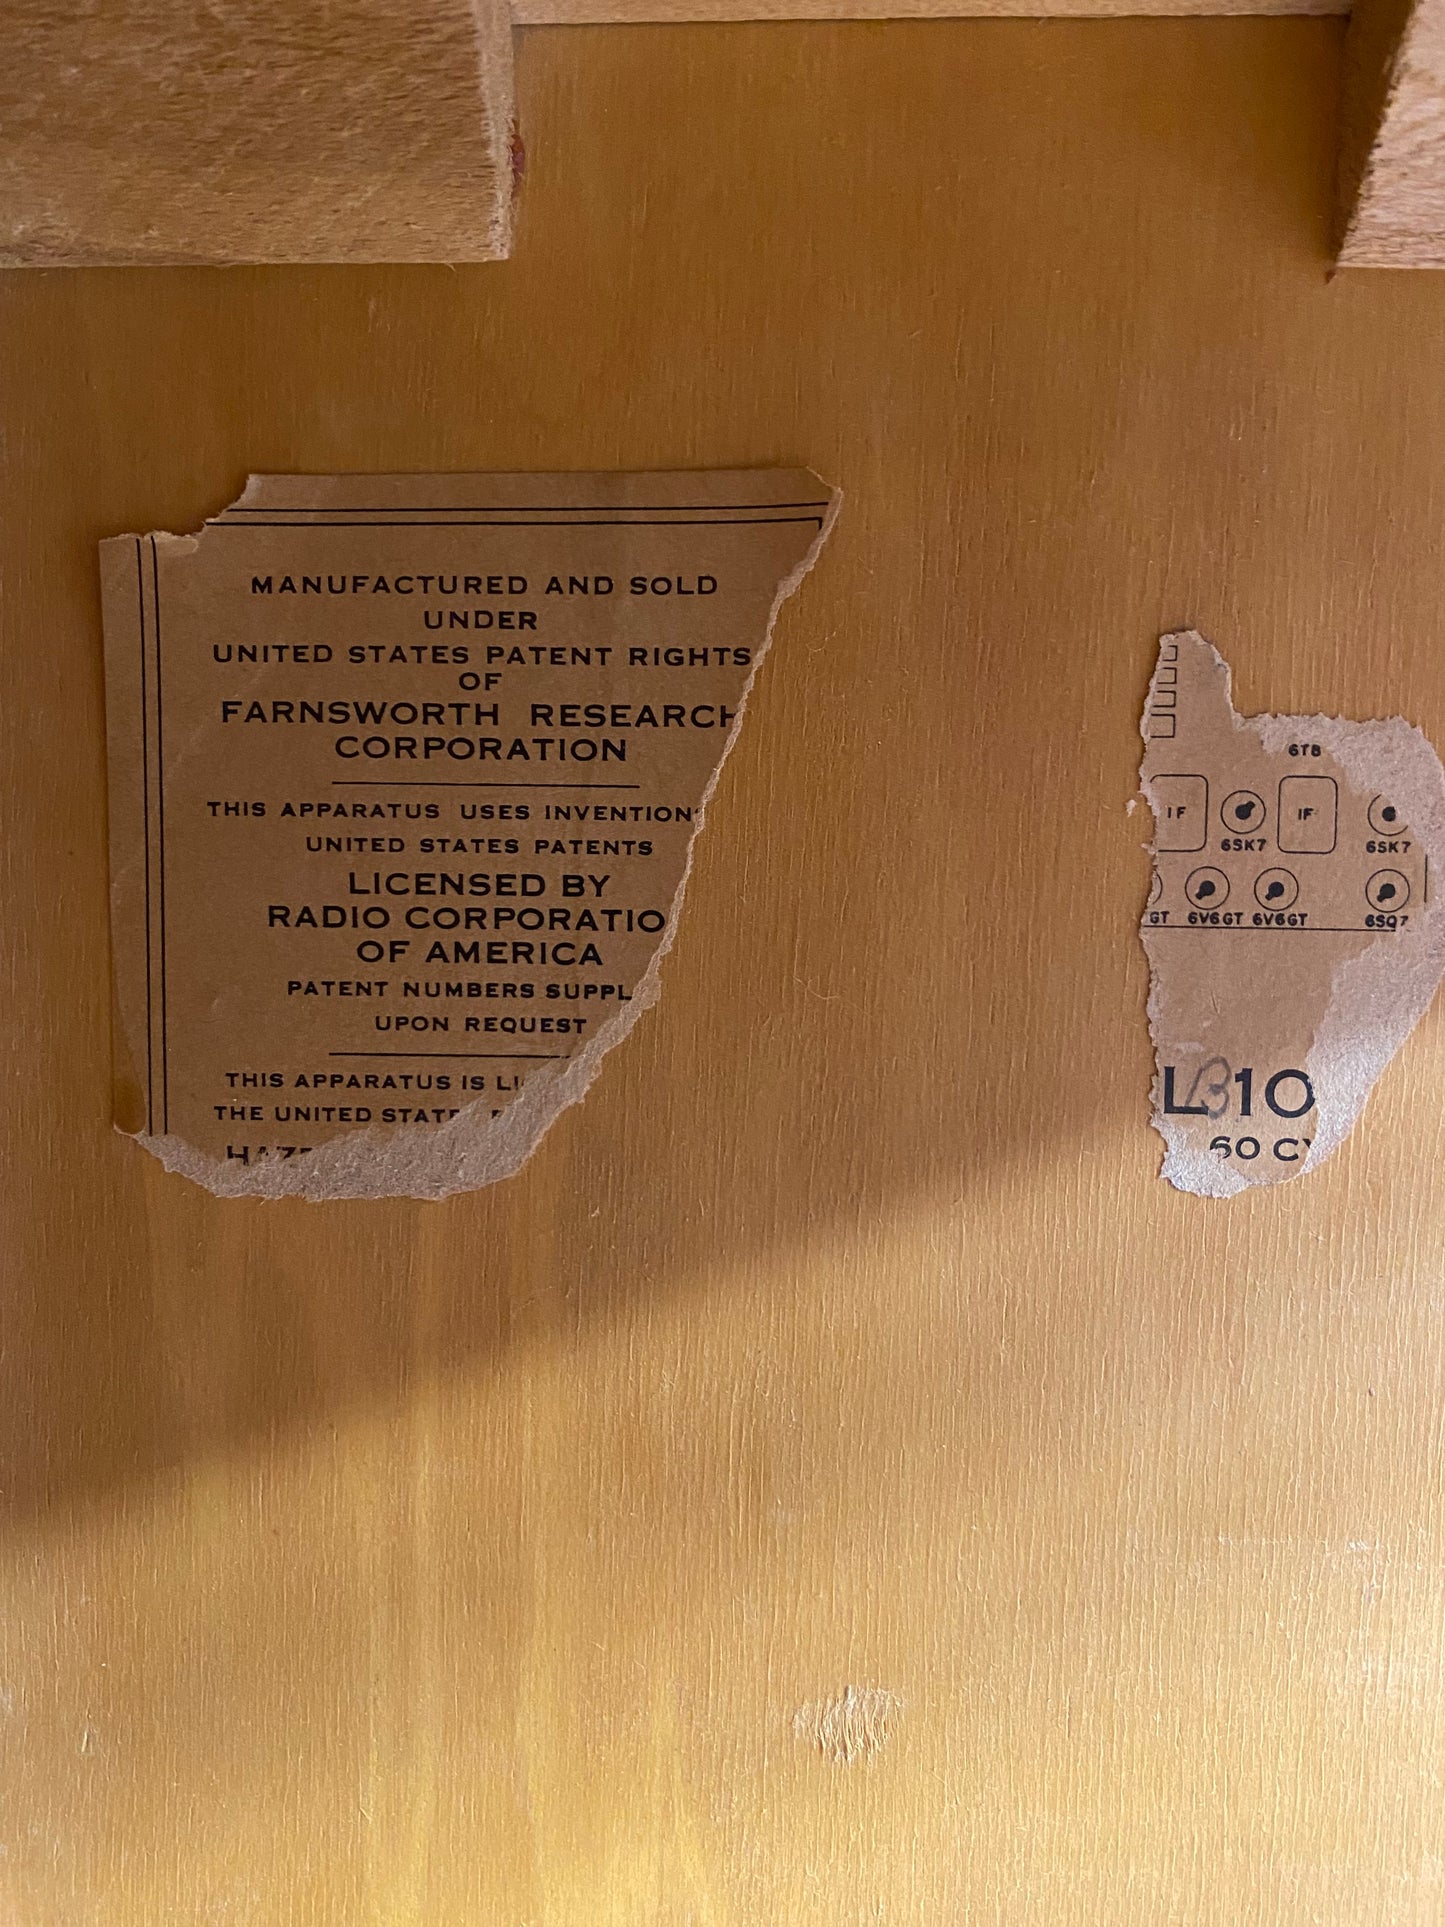 MANUFACTURED AND SOLD
UNDER
UNITED STATES PATENT RIGHTS
OF
FARNSWORTH RESEARCH
CORPORATION
THIS APPARATUS USES INVENTION
UNITED STATES PATENTS
LICENSED BY
RADIO CORPORATIO
OF AMERICA
PATENT NUMBERS SUPPL
UPON REQUEST
THIS APPARATUS IS LI
THE UNITED STATE
HAZE
6T8
IF IF
6SK7 6SK7
GT 6V6GT 6V6GT 6SQ7
L310
60 CY